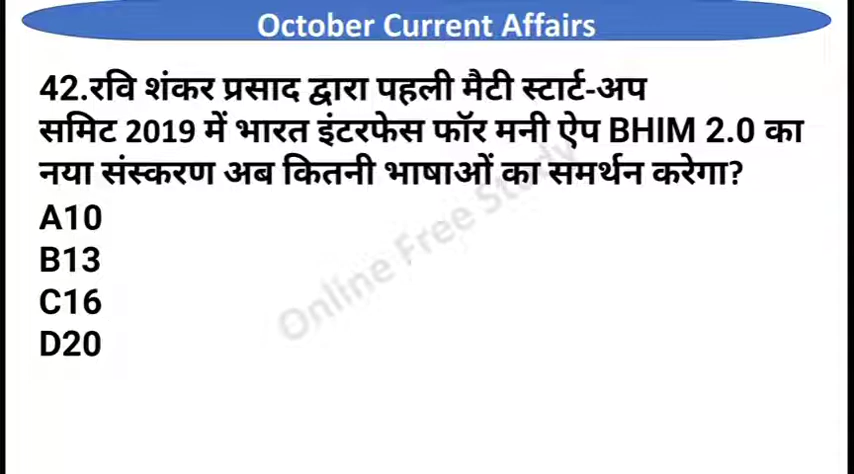 October Current Affairs
42.रवि शंकर प्रसाद द्वारा पहली मैटी स्टार्ट-अप
समिट 2019 में भारत इंटरफेस फॉर मनी ऐप BHIM 2.0 का
नया संस्करण अब कितनी भाषाओं का समर्थन करेगा?
A10
B13
C16
D20
Online Free Study